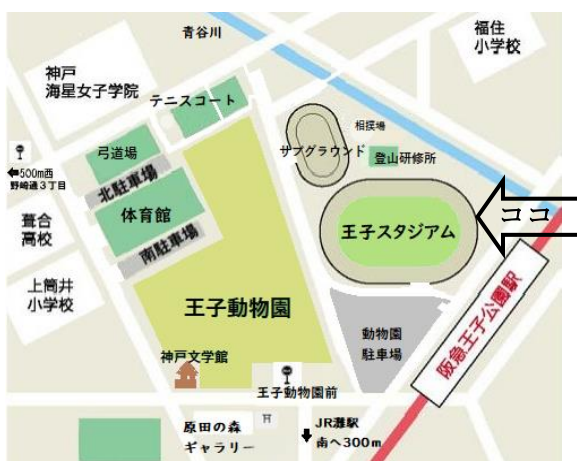 青谷川
福住
小学校
神戸
海星女子学院
テニスコート
相撲場
サブグラウンド
登山研修所
弓道場
北駐車場
←500m西
野崎通3丁目
体育館
葺合
高校
南駐車場
王子スタジアム
ココ
上筒井
小学校
王子動物園
動物園
駐車場
阪急王子公園駅
神戸文学館
王子動物園前
原田の森
ギャラリー
JR灘駅
南へ300m